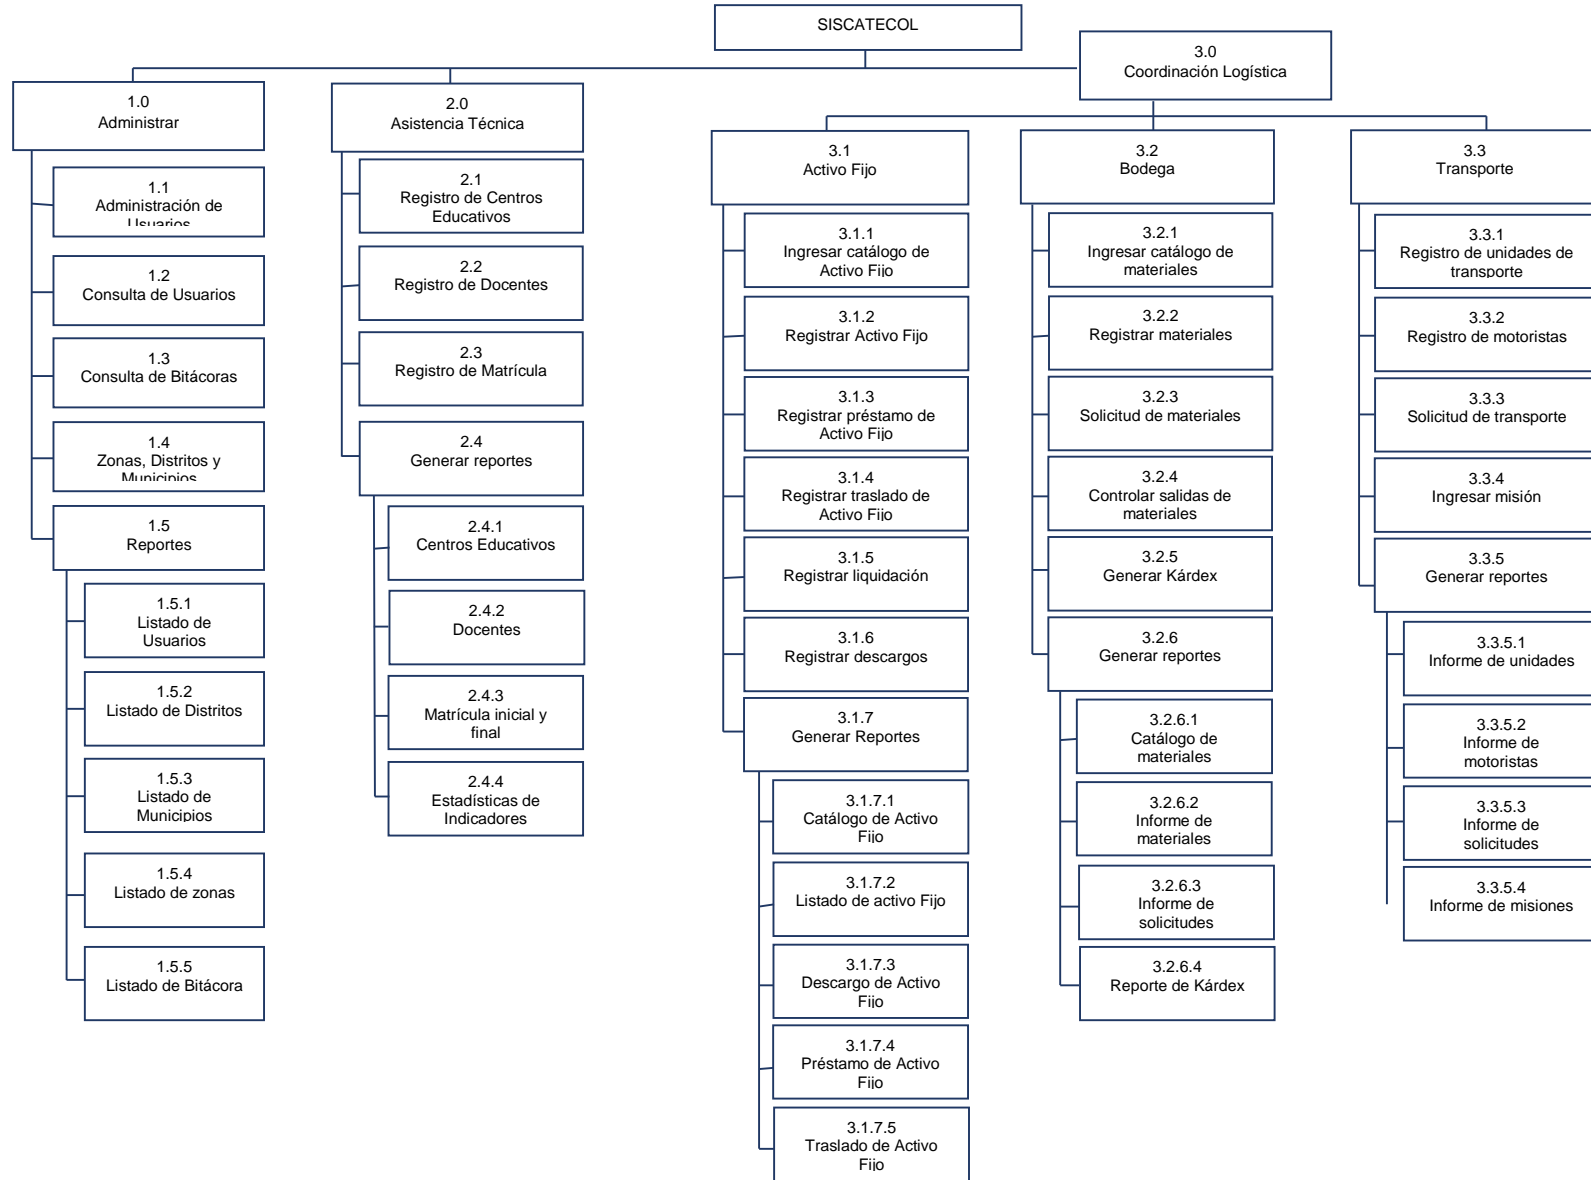 SISCATECOL
3.0
Coordinación Logística
1.0
Administrar
1.1
Administración de
Usuarios
1.2
Consulta de Usuarios
1.3
Consulta de Bitácoras
1.4
Zonas, Distritos y
Municipios
1.5
Reportes
1.5.1
Listado de
Usuarios
1.5.2
Listado de Distritos
1.5.3
Listado de
Municipios
1.5.4
Listado de zonas
1.5.5
Listado de Bitácora
2.0
Asistencia Técnica
2.1
Registro de Centros
Educativos
2.2
Registro de Docentes
2.3
Registro de Matrícula
2.4
Generar reportes
2.4.1
Centros Educativos
2.4.2
Docentes
2.4.3
Matrícula inicial y
final
2.4.4
Estadísticas de
Indicadores
3.1
Activo Fijo
3.1.1
Ingresar catálogo de
Activo Fijo
3.1.2
Registrar Activo Fijo
3.1.3
Registrar préstamo de
Activo Fijo
3.1.4
Registrar traslado de
Activo Fijo
3.1.5
Registrar liquidación
3.1.6
Registrar descargos
3.1.7
Generar Reportes
3.1.7.1
Catálogo de Activo
Fijo
3.1.7.2
Listado de activo Fijo
3.1.7.3
Descargo de Activo
Fijo
3.1.7.4
Préstamo de Activo
Fijo
3.1.7.5
Traslado de Activo
Fijo
3.2
Bodega
3.2.1
Ingresar catálogo de
materiales
3.2.2
Registrar materiales
3.2.3
Solicitud de materiales
3.2.4
Controlar salidas de
materiales
3.2.5
Generar Kárdex
3.2.6
Generar reportes
3.2.6.1
Catálogo de
materiales
3.2.6.2
Informe de
materiales
3.2.6.3
Informe de
solicitudes
3.2.6.4
Reporte de Kárdex
3.3
Transporte
3.3.1
Registro de unidades de
transporte
3.3.2
Registro de motoristas
3.3.3
Solicitud de transporte
3.3.4
Ingresar misión
3.3.5
Generar reportes
3.3.5.1
Informe de unidades
3.3.5.2
Informe de
motoristas
3.3.5.3
Informe de
solicitudes
3.3.5.4
Informe de misiones